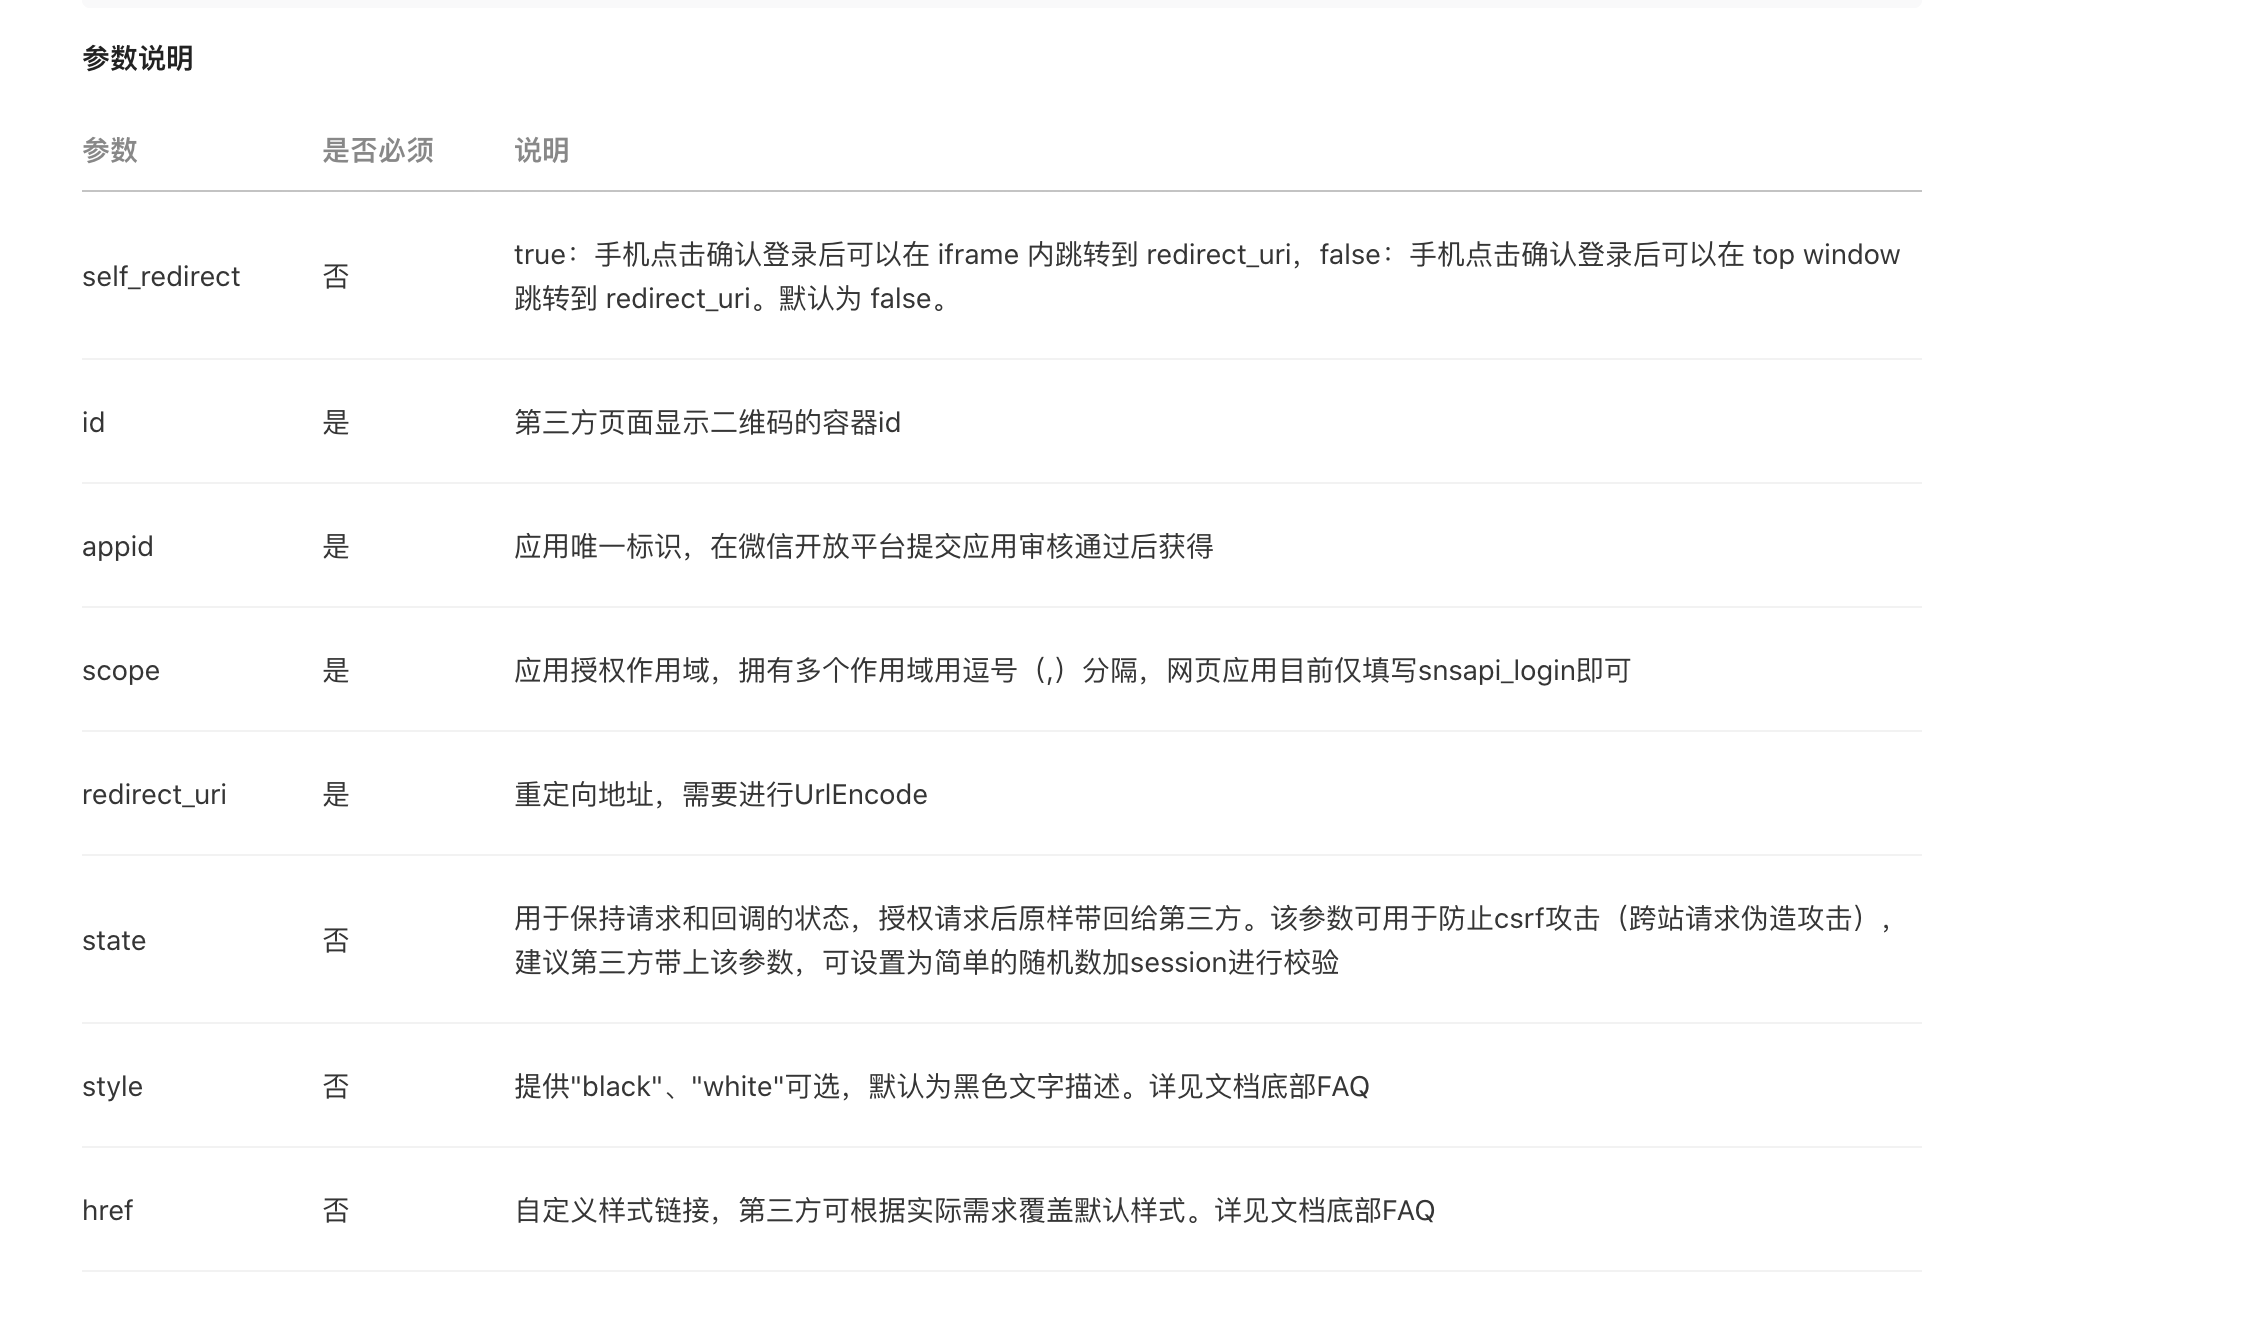 参数说明
参数 是否必须 说明
self_redirect 否 true：手机点击确认登录后可以在 iframe 内跳转到 redirect_uri，false：手机点击确认登录后可以在 top window
跳转到 redirect_uri。默认为 false。
id 是 第三方页面显示二维码的容器id
appid 是 应用唯一标识，在微信开放平台提交应用审核通过后获得
scope 是 应用授权作用域，拥有多个作用域用逗号（,）分隔，网页应用目前仅填写snsapi_login即可
redirect_uri 是 重定向地址，需要进行UrlEncode
state 否 用于保持请求和回调的状态，授权请求后原样带回给第三方。该参数可用于防止csrf攻击（跨站请求伪造攻击），
建议第三方带上该参数，可设置为简单的随机数加session进行校验
style 否 提供"black"、"white"可选，默认为黑色文字描述。详见文档底部FAQ
href 否 自定义样式链接，第三方可根据实际需求覆盖默认样式。详见文档底部FAQ